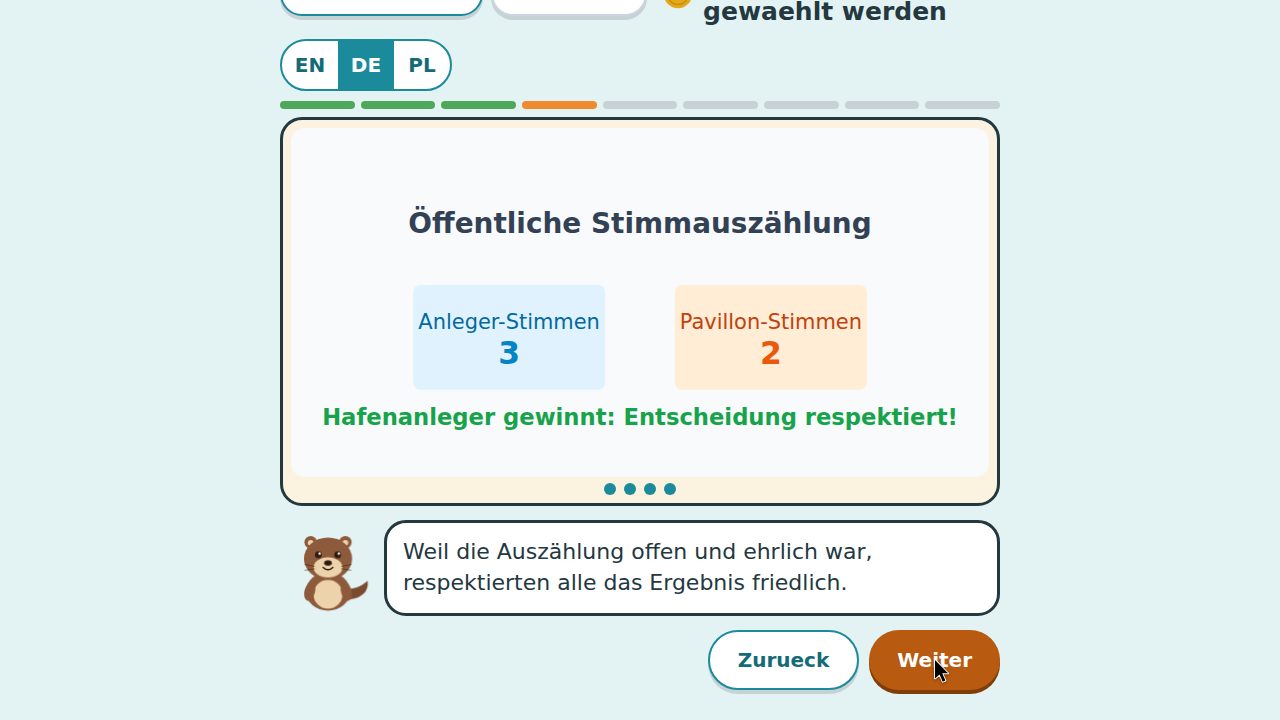 gewaehlt werden
EN DE PL
Öffentliche Stimmauszählung
Anleger-Stimmen
3
Pavillon-Stimmen
2
Hafenanleger gewinnt: Entscheidung respektiert!
Weil die Auszählung offen und ehrlich war,
respektierten alle das Ergebnis friedlich.
Zurueck
Weiter